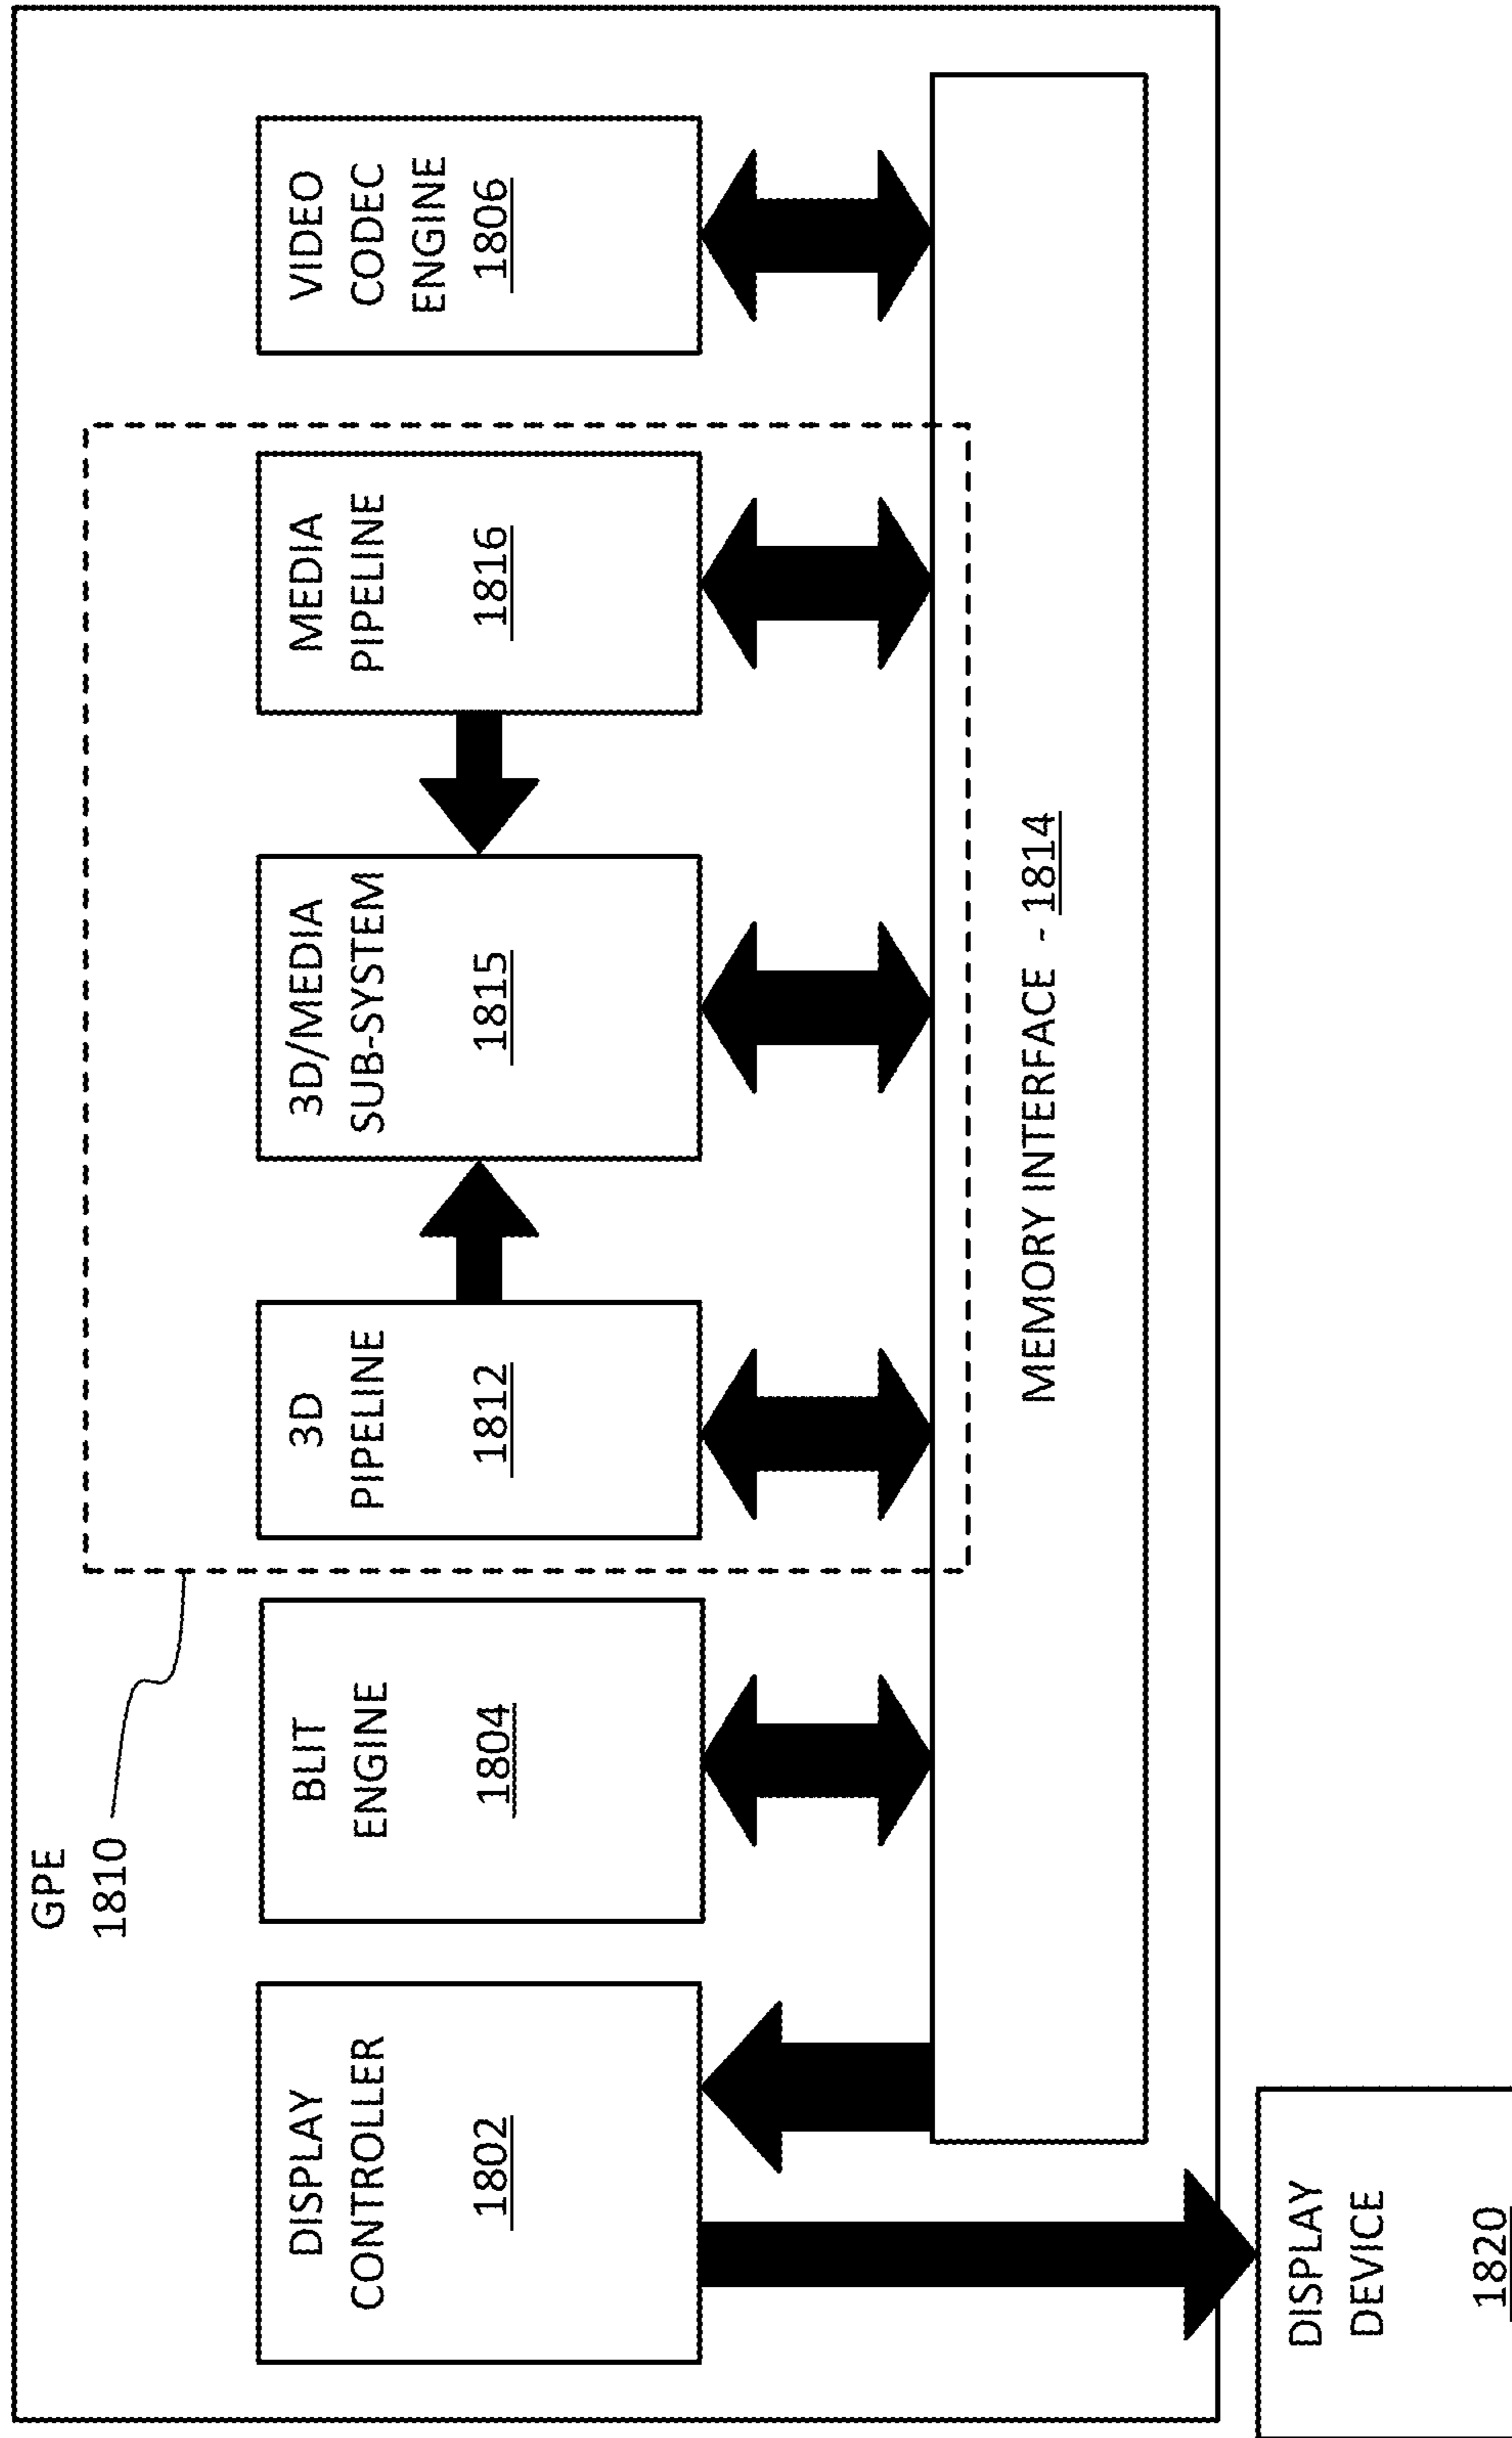 GPE
1810
DISPLAY
CONTROLLER
1802
BLIT
ENGINE
1804
3D
PIPELINE
1812
3D/MEDIA
SUB-SYSTEM
1815
MEDIA
PIPELINE
1816
VIDEO
CODEC
ENGINE
1806
MEMORY INTERFACE - 1814
DISPLAY
DEVICE
1820